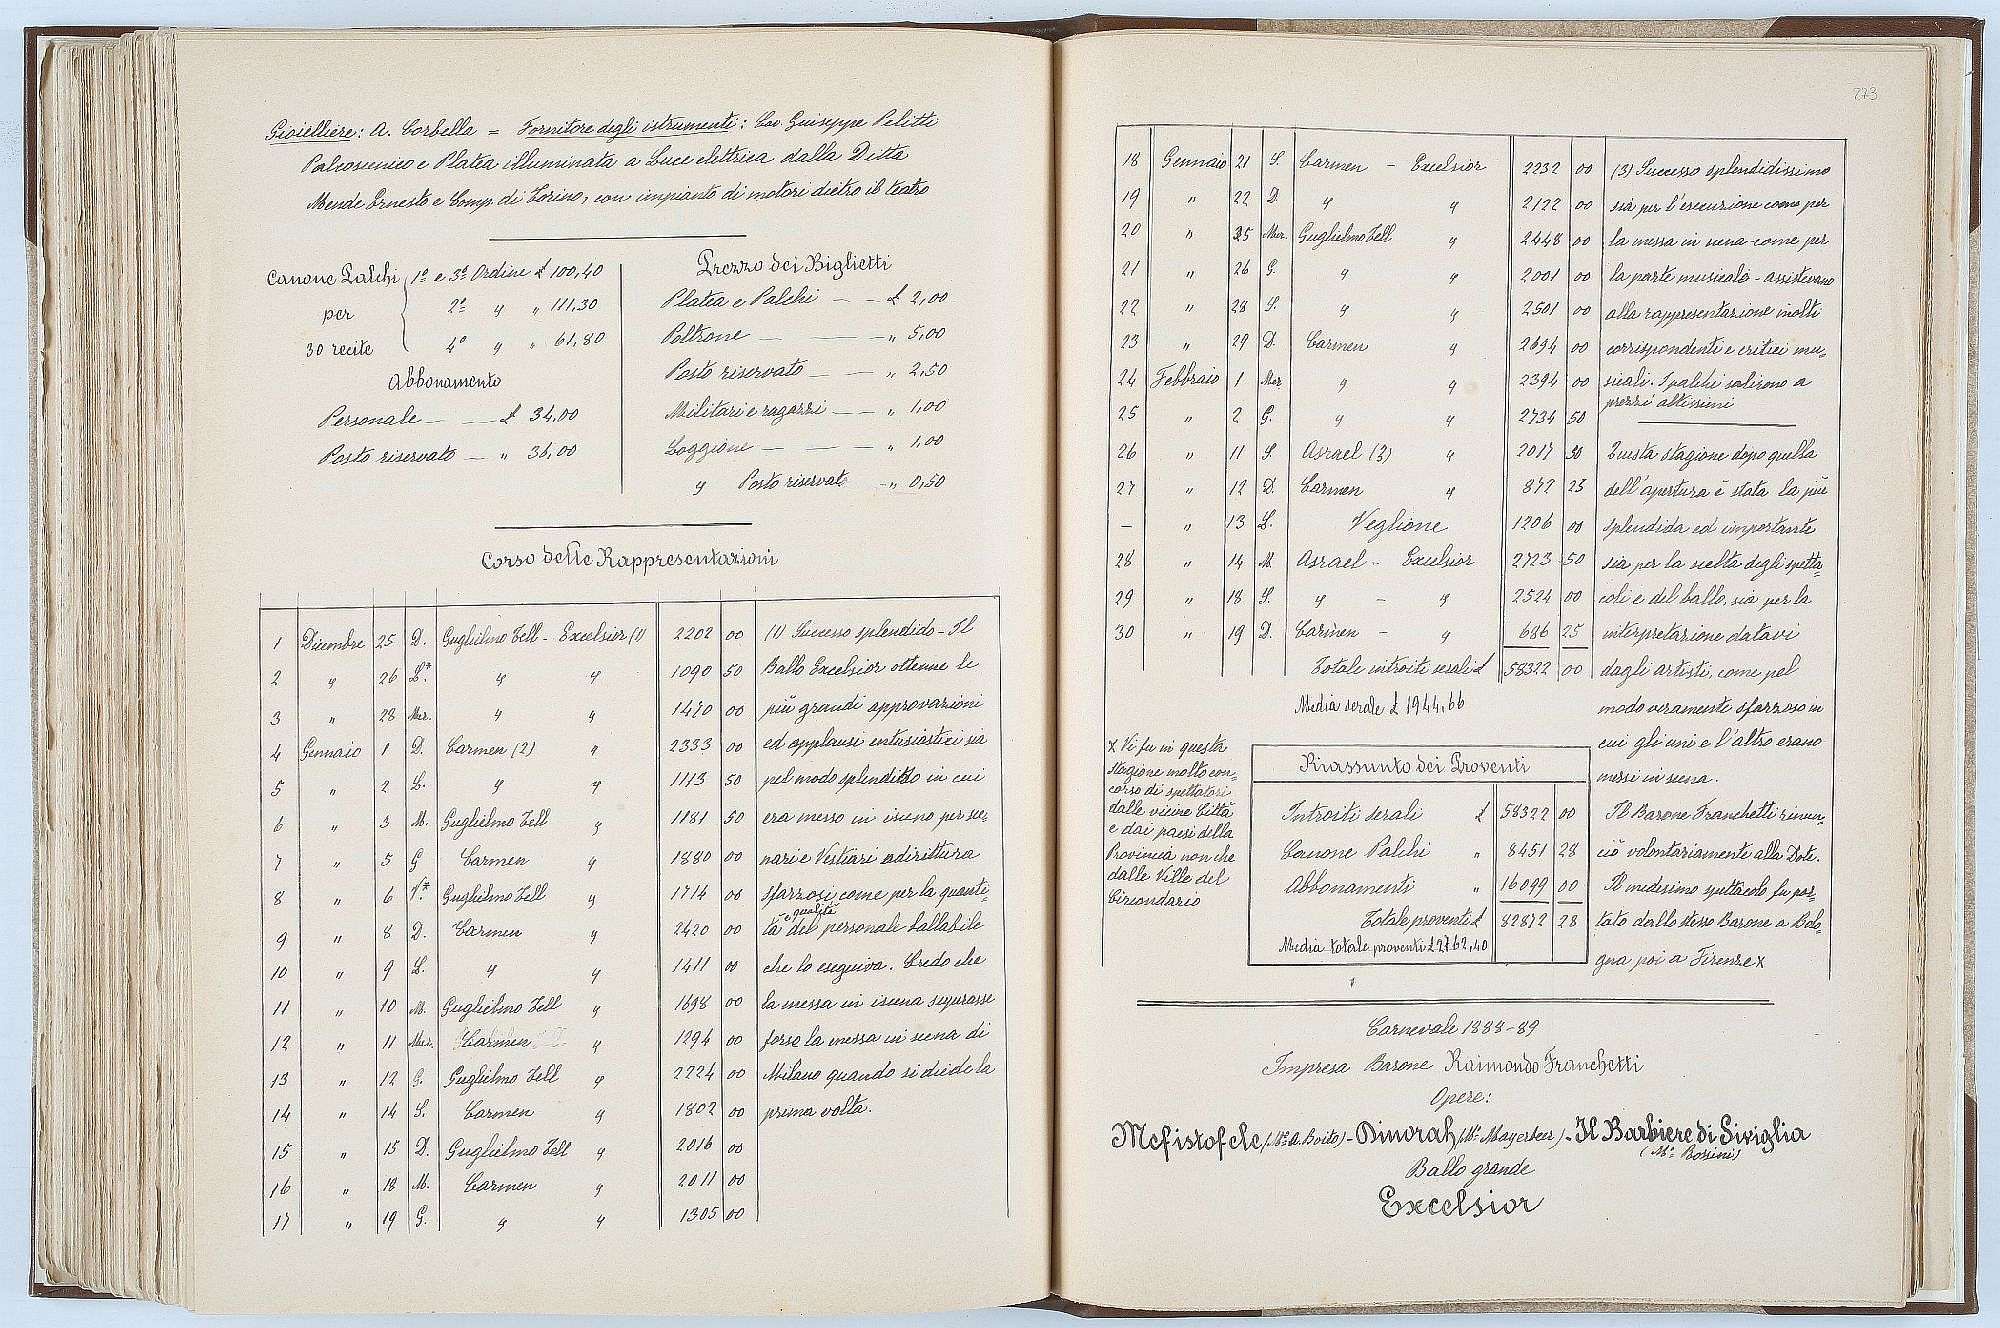 Gioielliere: A. Corbella = Fornitore degli istrumenti: Cav Guiseppe Pelitti
Palcoscenico e Platea illuminata a Luce elettrica dalla Ditta
Mende Ernesto e Comp. di Torino, con impianto di motori dietro il teatro
Canone Palchi
per
30 recite
1º e 3º Ordine £ 100,40
2º " " 111,30
4º " " 61,80
Abbonamento
Personale — — £ 34,00
Posto riservato — " 36,00
Prezzo dei Biglietti
Platea e Palchi — — £ 2,00
Poltrone — — — " 5,00
Posto riservato — — " 2,50
Militari e ragazzi — — " 1,00
Loggione — — — " 1,00
" Posto riservato — " 0,50
Corso delle Rappresentazioni
1 Dicembre 25 D. Guglielmo Tell - Excelsior (1) 2202 00 (1) Successo splendido - Il
2 " 26 L.* " " 1090 50 Ballo Excelsior ottenne le
3 " 28 Mer. " " 1470 00 più grandi approvazioni
4 Gennaio 1 D. Carmen (2) " 2333 00 ed applausi entusiastici sia
5 " 2 L. " " 1113 50 pel modo splendido in cui
6 " 3 M. Guglielmo Tell " 1181 50 era messo in iscena per sce-
7 " 5 G Carmen " 1880 00 nari e Vestiari adirittura
8 " 6 V.* Guglielmo Tell " 1714 00 sfarzosi come per la quanti-
9 " 8 D. Carmen " 2420 00 tà e qualità del personale ballabile
10 " 9 L. " " 1411 00 che lo eseguiva. Credo che
11 " 10 M. Guglielmo Tell " 1698 00 la messa in iscena superasse
12 " 11 Mer. Carmen " 1294 00 forse la messa in scena di
13 " 12 G. Guglielmo Tell " 2224 00 Milano quando si diede la
14 " 14 S. Carmen " 1802 00 prima volta.
15 " 15 D. Guglielmo Tell " 2016 00
16 " 18 M. Carmen " 2011 00
17 " 19 G. " " 1305 00
273
18 Gennaio 21 S. Carmen - Excelsior 2232 00 (3) Successo splendidissimo
19 " 22 D. " " 2122 00 sia per l'esecuzione come per
20 " 25 Mer. Guglielmo Tell " 2448 00 la messa in scena come per
21 " 26 G. " " 2001 00 la parte musicale - assistevano
22 " 28 S. " " 2501 00 alla rappresentazione molti
23 " 29 D. Carmen " 2694 00 corrispondenti e critici mu-
24 Febbraio 1 Mer " " 2394 00 sicali. I palchi salirono a
prezzi altissimi
25 " 2 G. " " 2734 50
26 " 11 S. Asrael (3) " 2017 50 Questa stagione dopo quella
27 " 12 D. Carmen " 872 25 dell'apertura è stata la più
— " 13 L. Veglione 1206 00 splendida ed importante
28 " 14 M. Asrael - Excelsior 2723 50 sia per la scelta degli spetta-
29 " 18 S. " - " 2524 00 coli e del ballo, sia per la
30 " 19 D. Carmen - " 686 25 interpretazione datavi
Totale introiti serali £ 58322 00 dagli artisti, come pel
Media serale £ 1944,66 modo veramente sfarzoso in
cui gli uni e l'altro erano
messi in scena.
x Vi fu in questa
stagione molto con-
corso di spettatori
dalle vicine Città
e dai paesi della
Provincia non che
dalle Ville del
Circondario
Riassunto dei Proventi
Introiti serali £ 58322 00
Canone Palchi " 8451 28
Abbonamenti " 16099 00
Totale proventi £ 82872 28
Media totale proventi £ 2762,40
Il Barone Franchetti rinun-
ciò volontariamente alla Dote.
Il medesimo spettacolo fu por-
tato dallo stesso Barone a Bolo-
gna poi a Firenze x
Carnevale 1888-89
Impresa Barone Raimondo Franchetti
Opere:
Mefistofele (Mº A. Boito) - Dinorah (Mº Mayerber) - Il Barbiere di Siviglia
(Mº Rossini)
Ballo grande
Excelsior